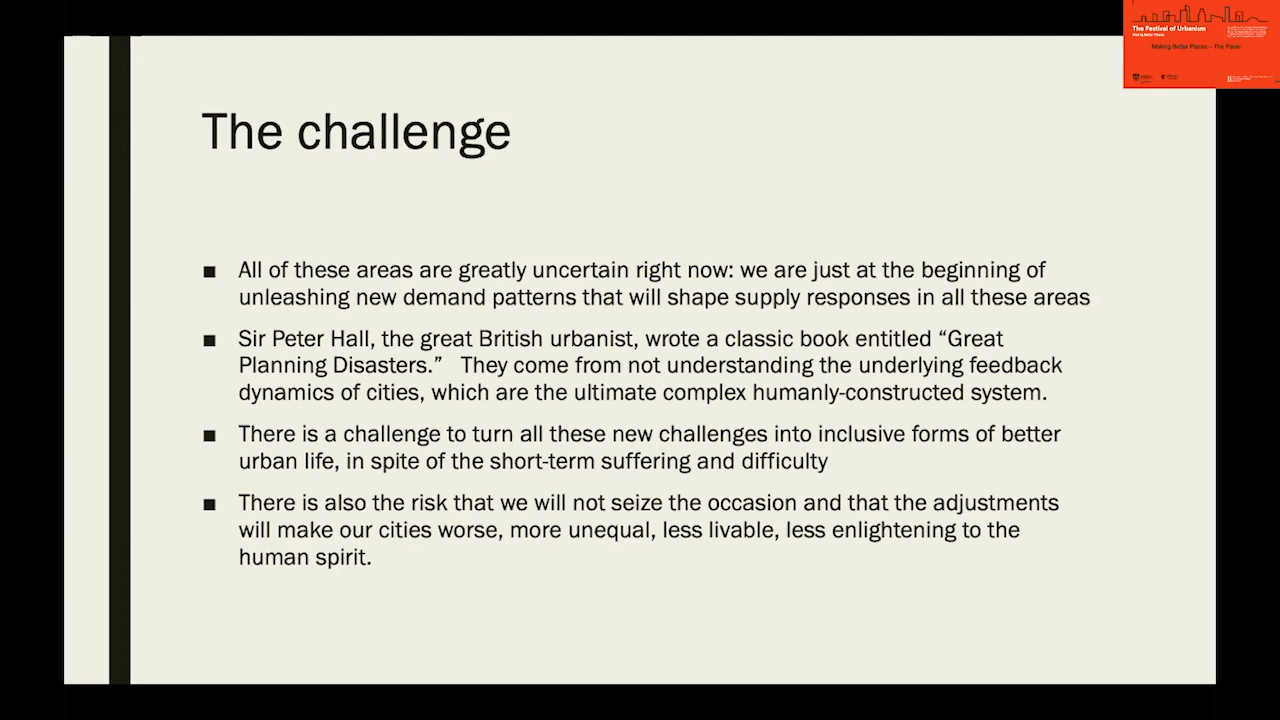 The Festival of Urbanism
Making Better Places
Making Better Places – The Panel
The challenge
■ All of these areas are greatly uncertain right now: we are just at the beginning of
unleashing new demand patterns that will shape supply responses in all these areas
■ Sir Peter Hall, the great British urbanist, wrote a classic book entitled “Great
Planning Disasters.” They come from not understanding the underlying feedback
dynamics of cities, which are the ultimate complex humanly-constructed system.
■ There is a challenge to turn all these new challenges into inclusive forms of better
urban life, in spite of the short-term suffering and difficulty
■ There is also the risk that we will not seize the occasion and that the adjustments
will make our cities worse, more unequal, less livable, less enlightening to the
human spirit.